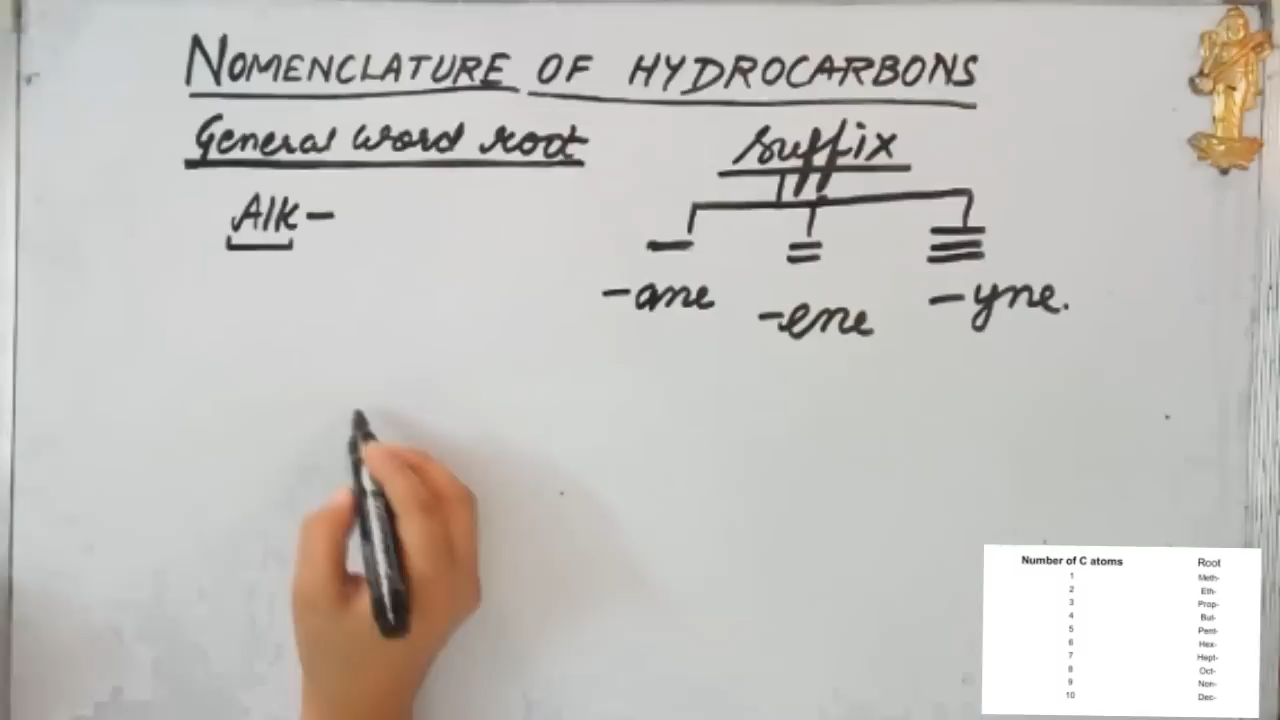 NOMENCLATURE OF HYDROCARBONS
General word root
Suffix
Alk-
-ane
-ene
-yne.
Number of C atoms Root
1 Meth-
2 Eth-
3 Prop-
4 But-
5 Pent-
6 Hex-
7 Hept-
8 Oct-
9 Non-
10 Dec-